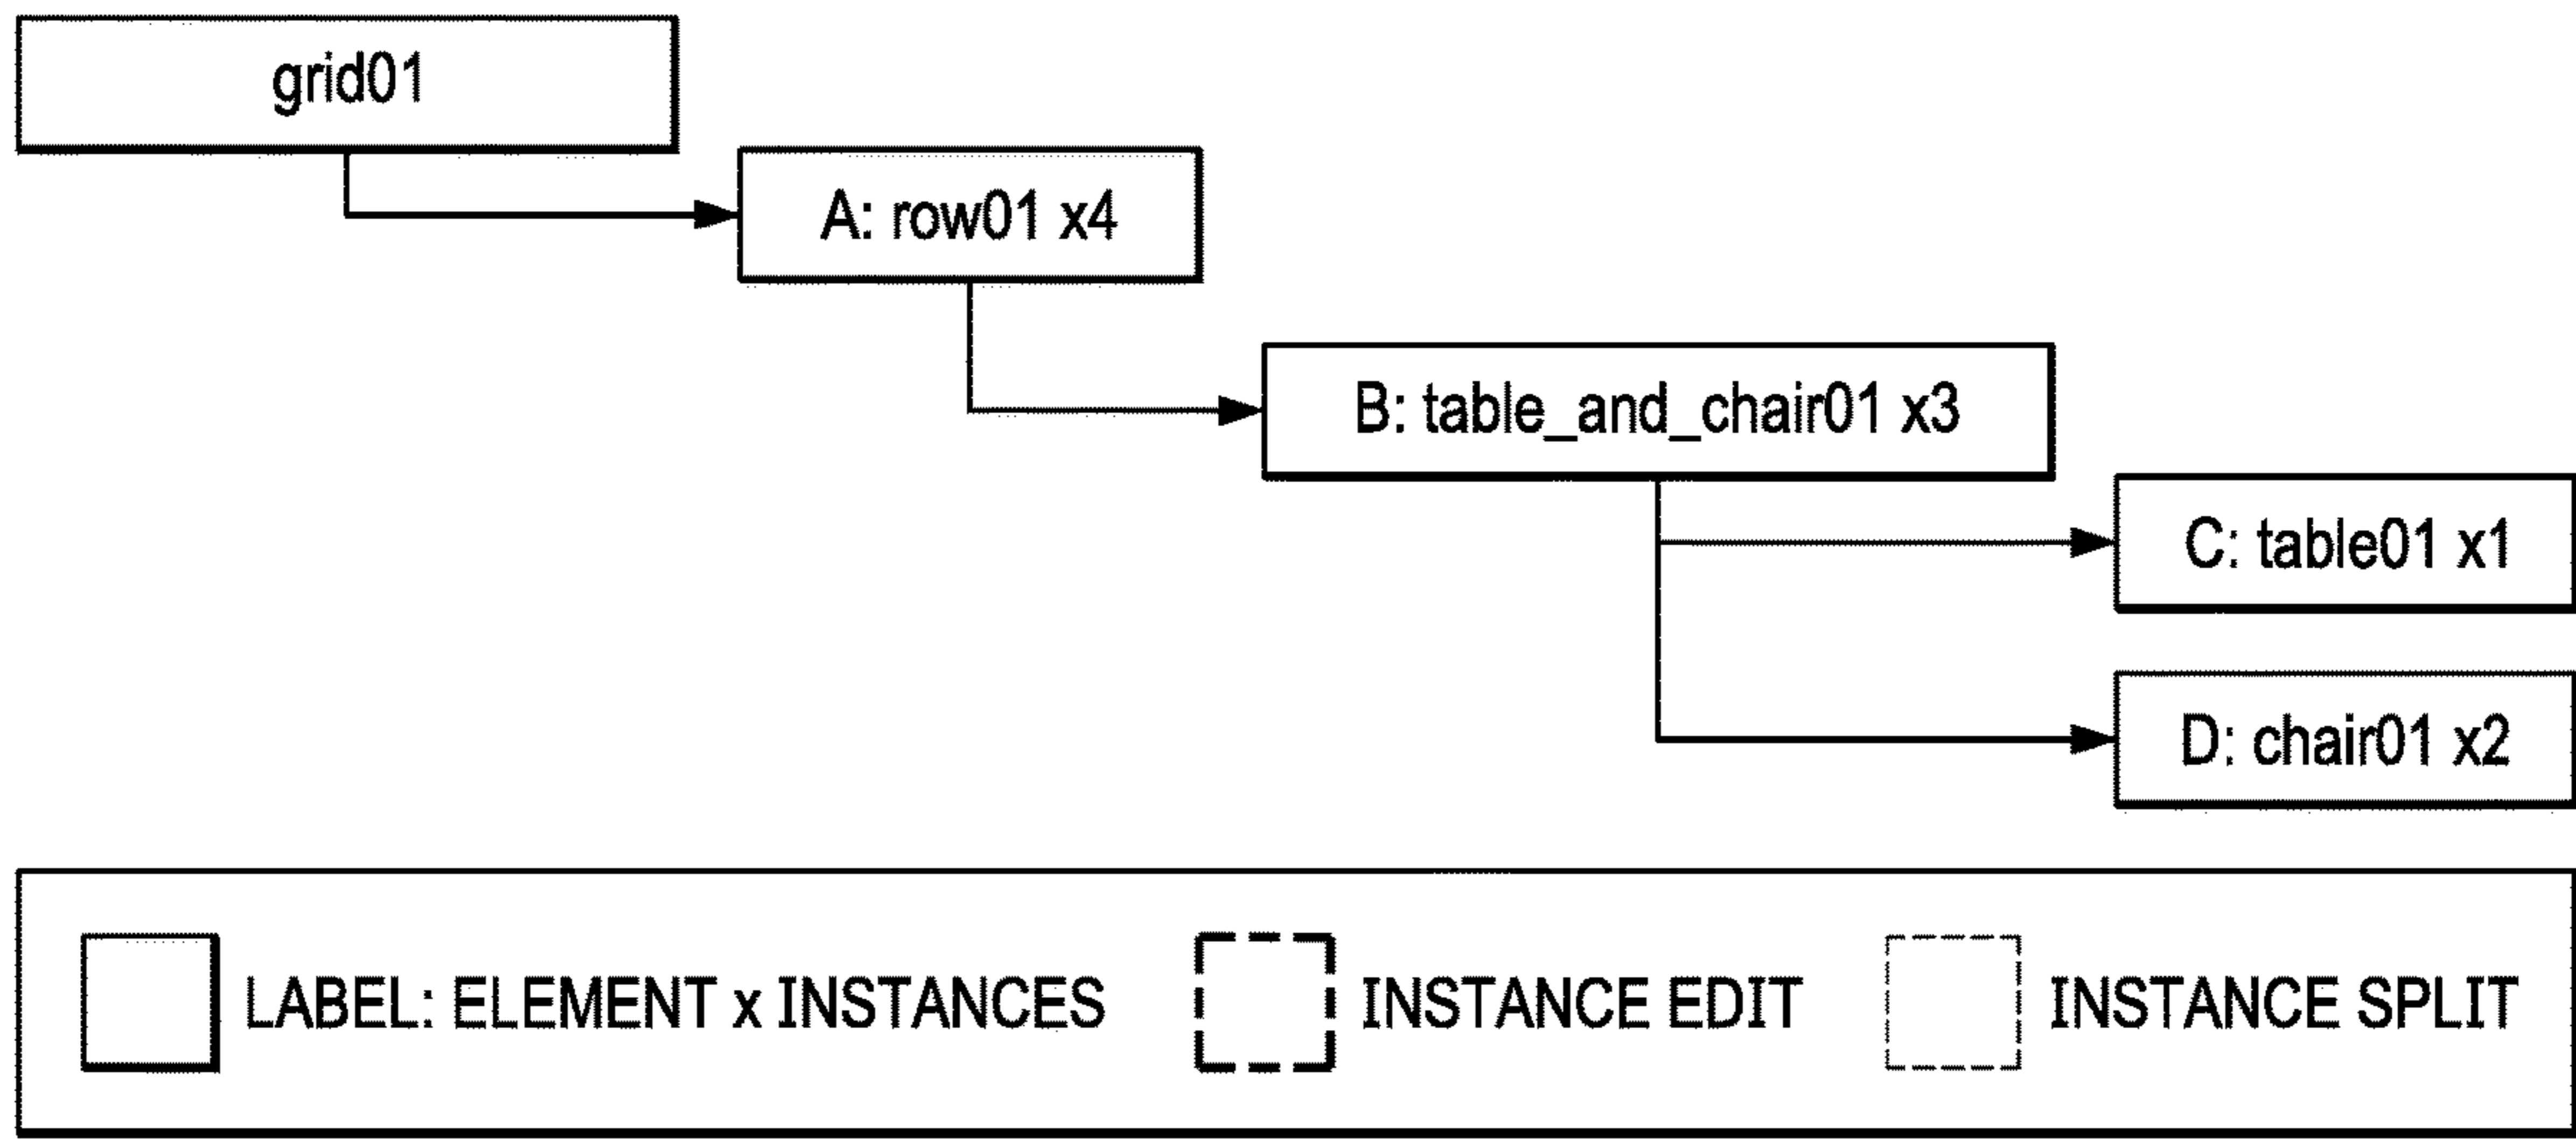 grid01
A: row01 x4
B: table_and_chair01 x3
C: table01 x1
D: chair01 x2
LABEL: ELEMENT x INSTANCES
INSTANCE EDIT
INSTANCE SPLIT